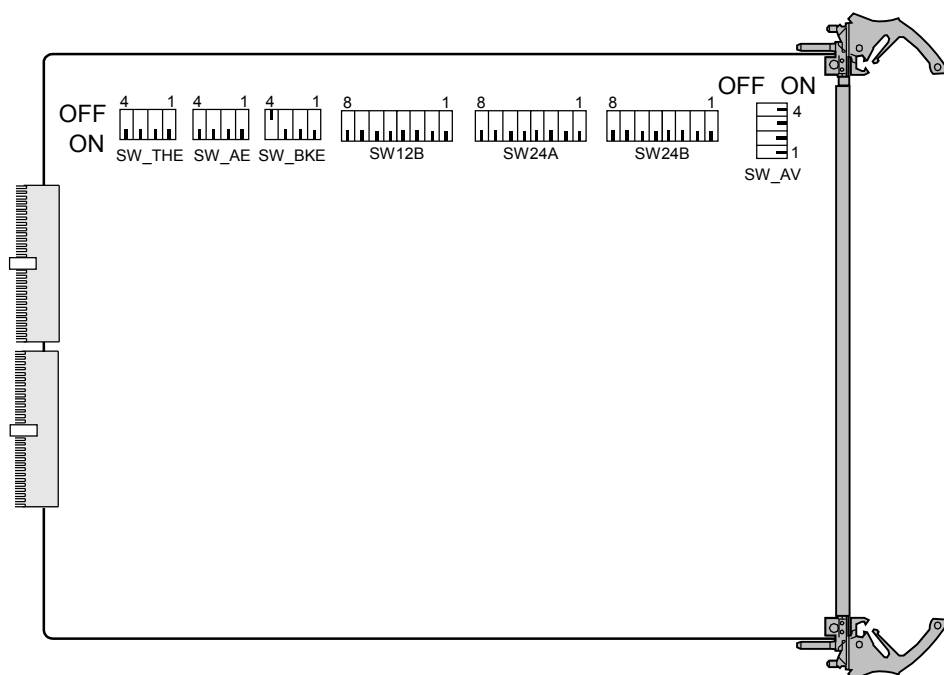 OFF ON
OFF
ON
4 1
SW_THE
4 1
SW_AE
4 1
SW_BKE
8 1
SW12B
8 1
SW24A
8 1
SW24B
4
1
SW_AV